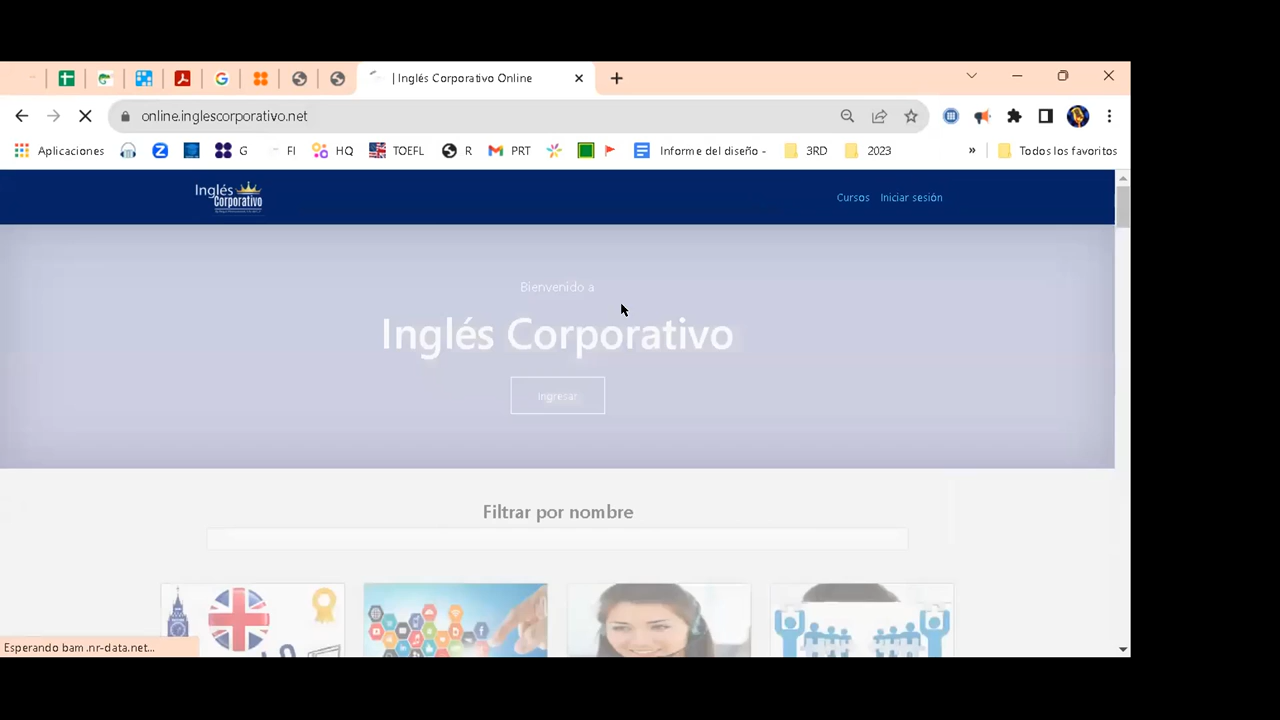 | Inglés Corporativo Online
online.inglescorporativo.net
Aplicaciones G FI HQ TOEFL R PRT Informe del diseño - 3RD 2023 » Todos los favoritos
Inglés
Corporativo
Cursos Iniciar sesión
Bienvenido a
Inglés Corporativo
Ingresar
Filtrar por nombre
Esperando bam.nr-data.net...